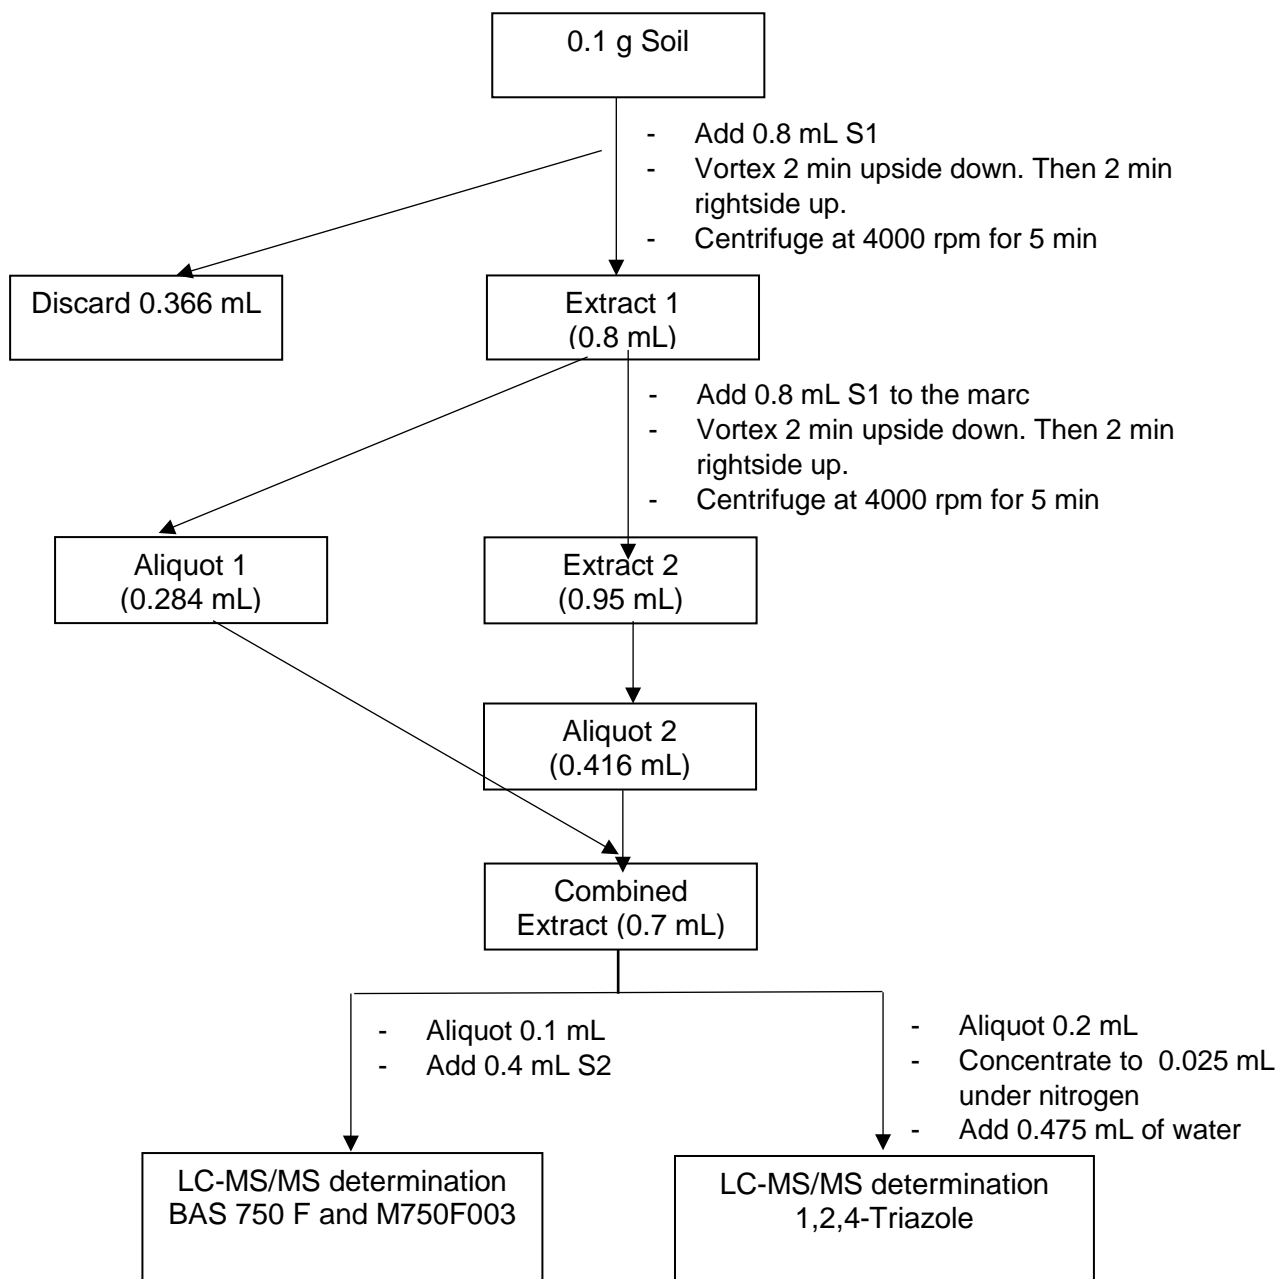 0.1 g Soil
- Add 0.8 mL S1
- Vortex 2 min upside down. Then 2 min
rightside up.
- Centrifuge at 4000 rpm for 5 min
Discard 0.366 mL
Extract 1
(0.8 mL)
- Add 0.8 mL S1 to the marc
- Vortex 2 min upside down. Then 2 min
rightside up.
- Centrifuge at 4000 rpm for 5 min
Aliquot 1
(0.284 mL)
Extract 2
(0.95 mL)
Aliquot 2
(0.416 mL)
Combined
Extract (0.7 mL)
- Aliquot 0.1 mL
- Add 0.4 mL S2
- Aliquot 0.2 mL
- Concentrate to 0.025 mL
under nitrogen
- Add 0.475 mL of water
LC-MS/MS determination
BAS 750 F and M750F003
LC-MS/MS determination
1,2,4-Triazole